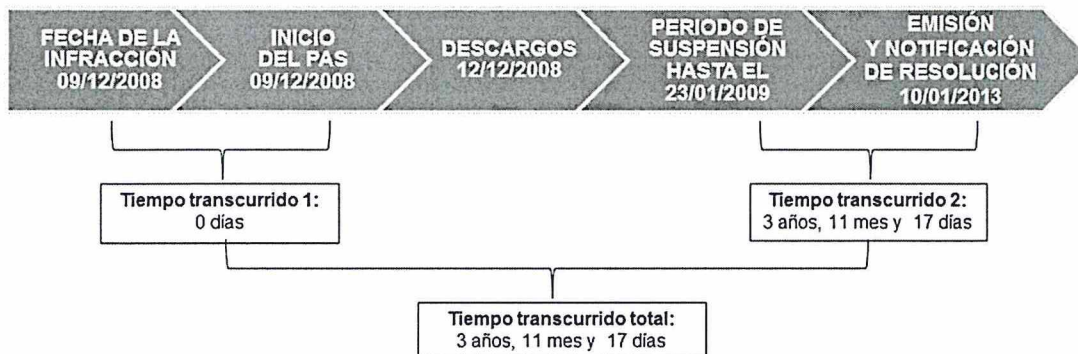 FECHA DE LA
INFRACCIÓN
09/12/2008
INICIO
DEL PAS
09/12/2008
DESCARGOS
12/12/2008
PERIODO DE
SUSPENSIÓN
HASTA EL
23/01/2009
EMISIÓN
Y NOTIFICACIÓN
DE RESOLUCIÓN
10/01/2013
Tiempo transcurrido 1:
0 días
Tiempo transcurrido 2:
3 años, 11 mes y 17 días
Tiempo transcurrido total:
3 años, 11 mes y 17 días